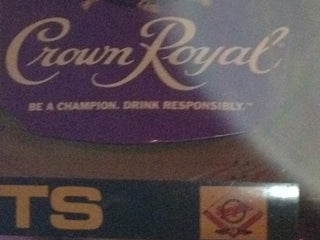 Crown Royal
BE A CHAMPION. DRINK RESPONSIBLY.™
TS